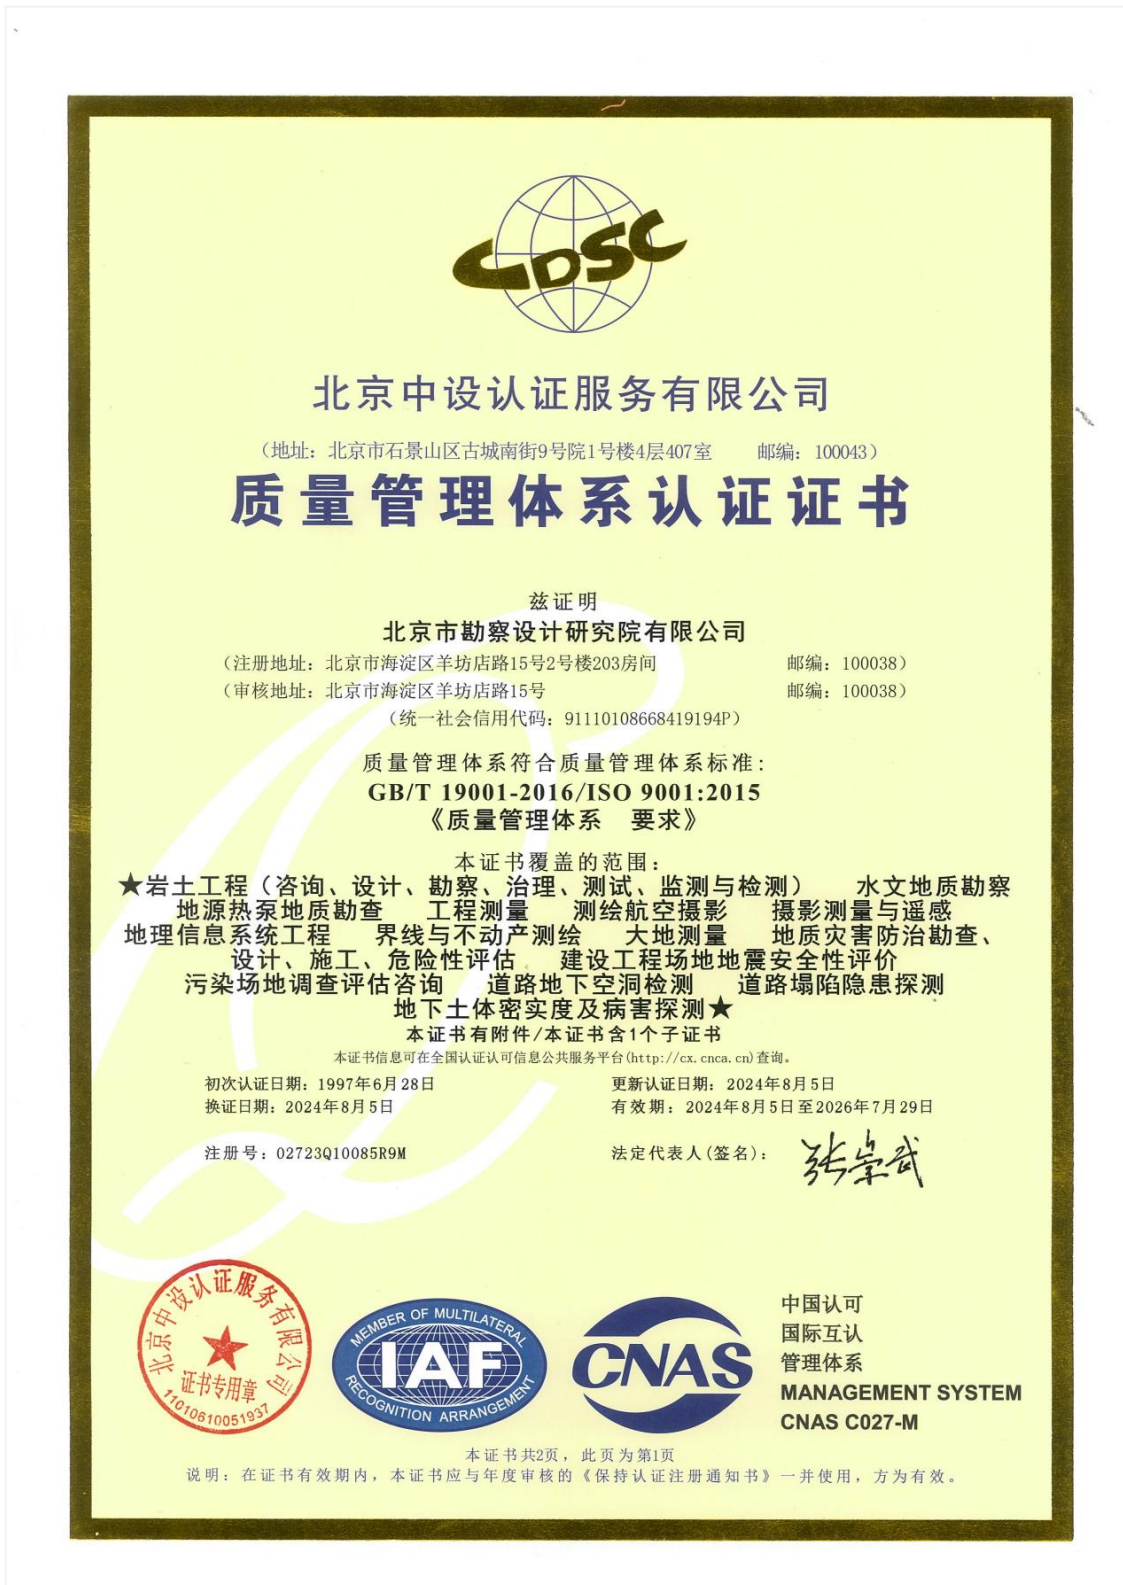 CDSC
北京中设认证服务有限公司
（地址：北京市石景山区古城南街9号院1号楼4层407室 邮编：100043）
质量管理体系认证证书
兹证明
北京市勘察设计研究院有限公司
（注册地址：北京市海淀区羊坊店路15号2号楼203房间 邮编：100038）
（审核地址：北京市海淀区羊坊店路15号 邮编：100038）
（统一社会信用代码：91110108668419194P）
质量管理体系符合质量管理体系标准：
GB/T 19001-2016/ISO 9001:2015
《质量管理体系 要求》
本证书覆盖的范围：
★岩土工程（咨询、设计、勘察、治理、测试、监测与检测） 水文地质勘察
地源热泵地质勘查 工程测量 测绘航空摄影 摄影测量与遥感
地理信息系统工程 界线与不动产测绘 大地测量 地质灾害防治勘查、
设计、施工、危险性评估 建设工程场地地震安全性评价
污染场地调查评估咨询 道路地下空洞检测 道路塌陷隐患探测
地下土体密实度及病害探测★
本证书有附件/本证书含1个子证书
本证书信息可在全国认证认可信息公共服务平台(http://cx.cnca.cn)查询。
初次认证日期：1997年6月28日 更新认证日期：2024年8月5日
换证日期：2024年8月5日 有效期：2024年8月5日至2026年7月29日
注册号：02723Q10085R9M 法定代表人(签名)：张崇武
北京中设认证服务有限公司
证书专用章
11010610051937
MEMBER OF MULTILATERAL
IAF
RECOGNITION ARRANGEMENT
CNAS
中国认可
国际互认
管理体系
MANAGEMENT SYSTEM
CNAS C027-M
本证书共2页，此页为第1页
说明：在证书有效期内，本证书应与年度审核的《保持认证注册通知书》一并使用，方为有效。